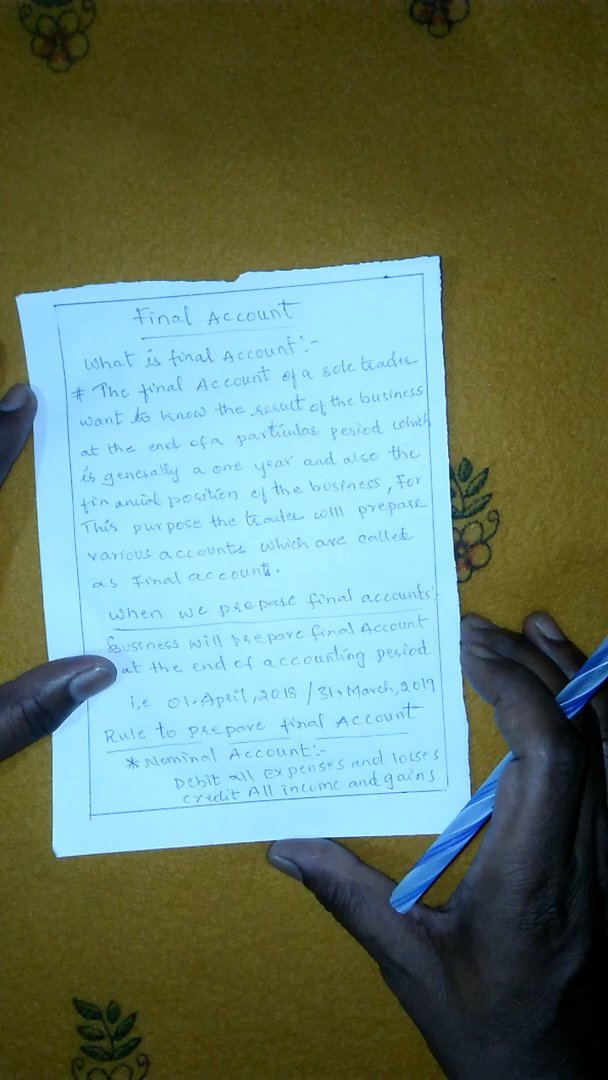 Final Account
What is final Account:-
# The final Account of a sole trader
want to know the result of the business
at the end of a particular period which
is generally a one year and also the
fin ancial position of the business, For
This purpose the trader will prepare
various accounts which are called
as Final account.
when we prepare final accounts:
Business will prepare final Account
at the end of accounting period
i,e 01-April,2018 / 31,March,2019
Rule to prepare final Account
* Nominal Account:-
Debit all Expenses and losses
Credit All income and gains